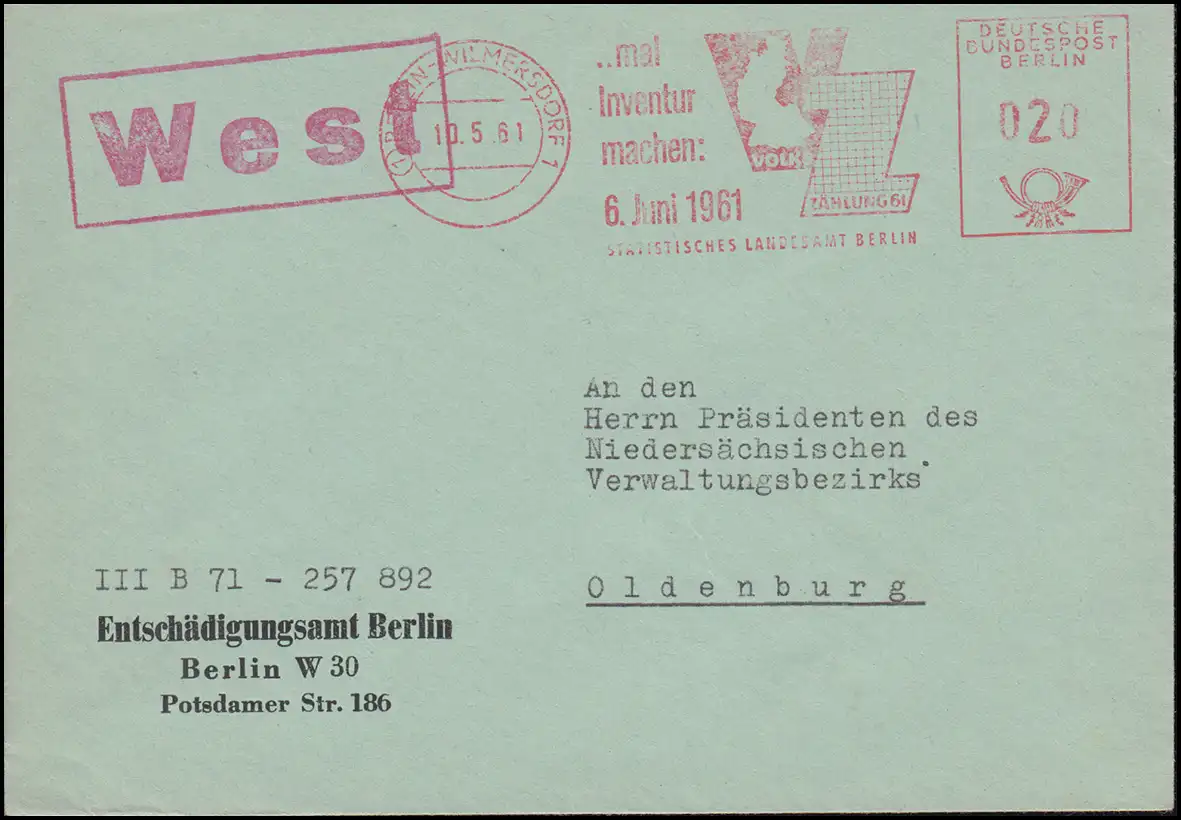 West
(1) BERLIN-WILMERSDORF 1
10.5.61
..mal
Inventur
machen:
6. Juni 1961
VOLK
ZÄHLUNG 61
STATISTISCHES LANDESAMT BERLIN
DEUTSCHE
BUNDESPOST
BERLIN
020
An den
Herrn Präsidenten des
Niedersächsischen
Verwaltungsbezirks
Oldenburg
III B 71 - 257 892
Entschädigungsamt Berlin
Berlin W 30
Potsdamer Str. 186